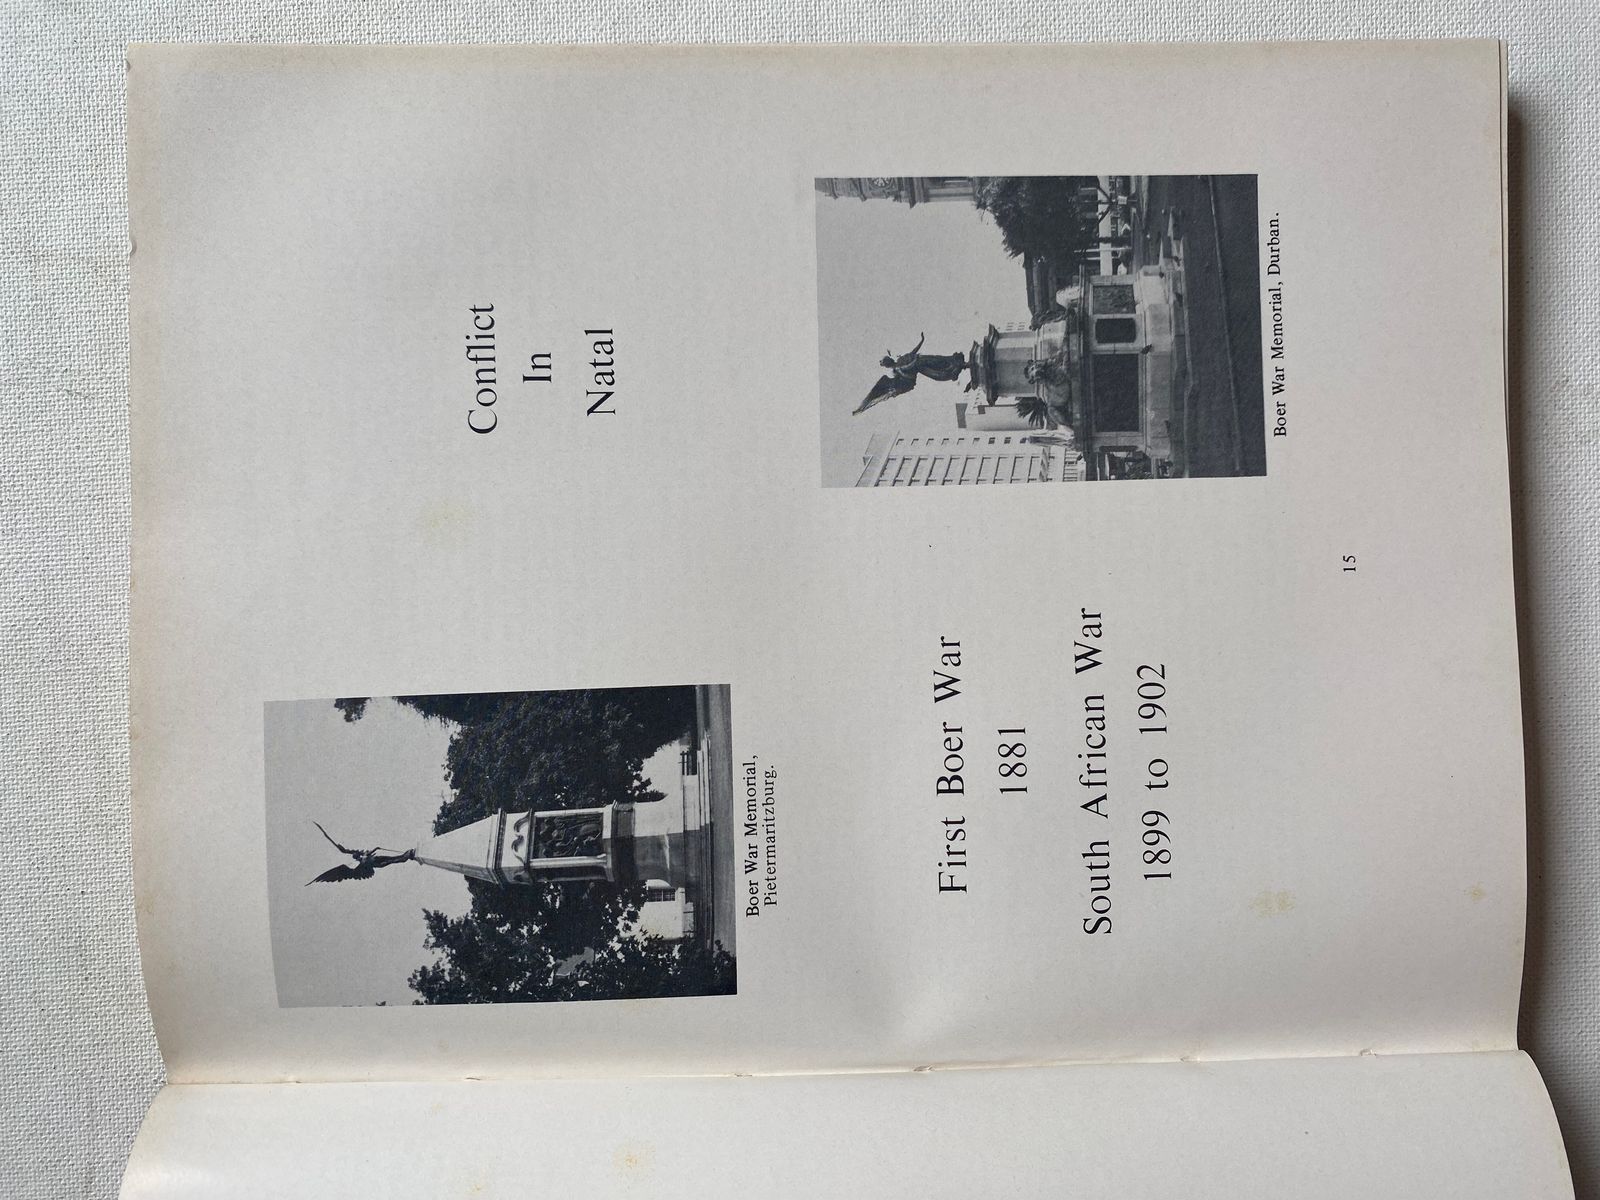 Conflict
In
Natal
Boer War Memorial,
Pietermaritzburg.
Boer War Memorial, Durban.
First Boer War
1881
South African War
1899 to 1902
15